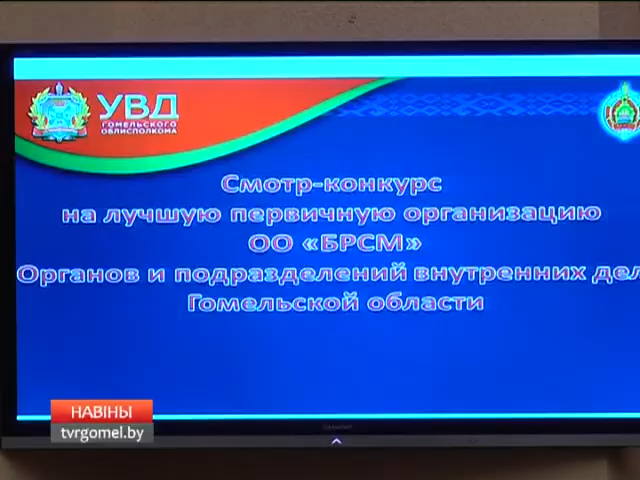 УВД
ГОМЕЛЬСКОГО
ОБЛИСПОЛКОМА
Смотр-конкурс
на лучшую первичную организацию
ОО «БРСМ»
Органов и подразделений внутренних дел
Гомельской области
НАВІНЫ
tvrgomel.by